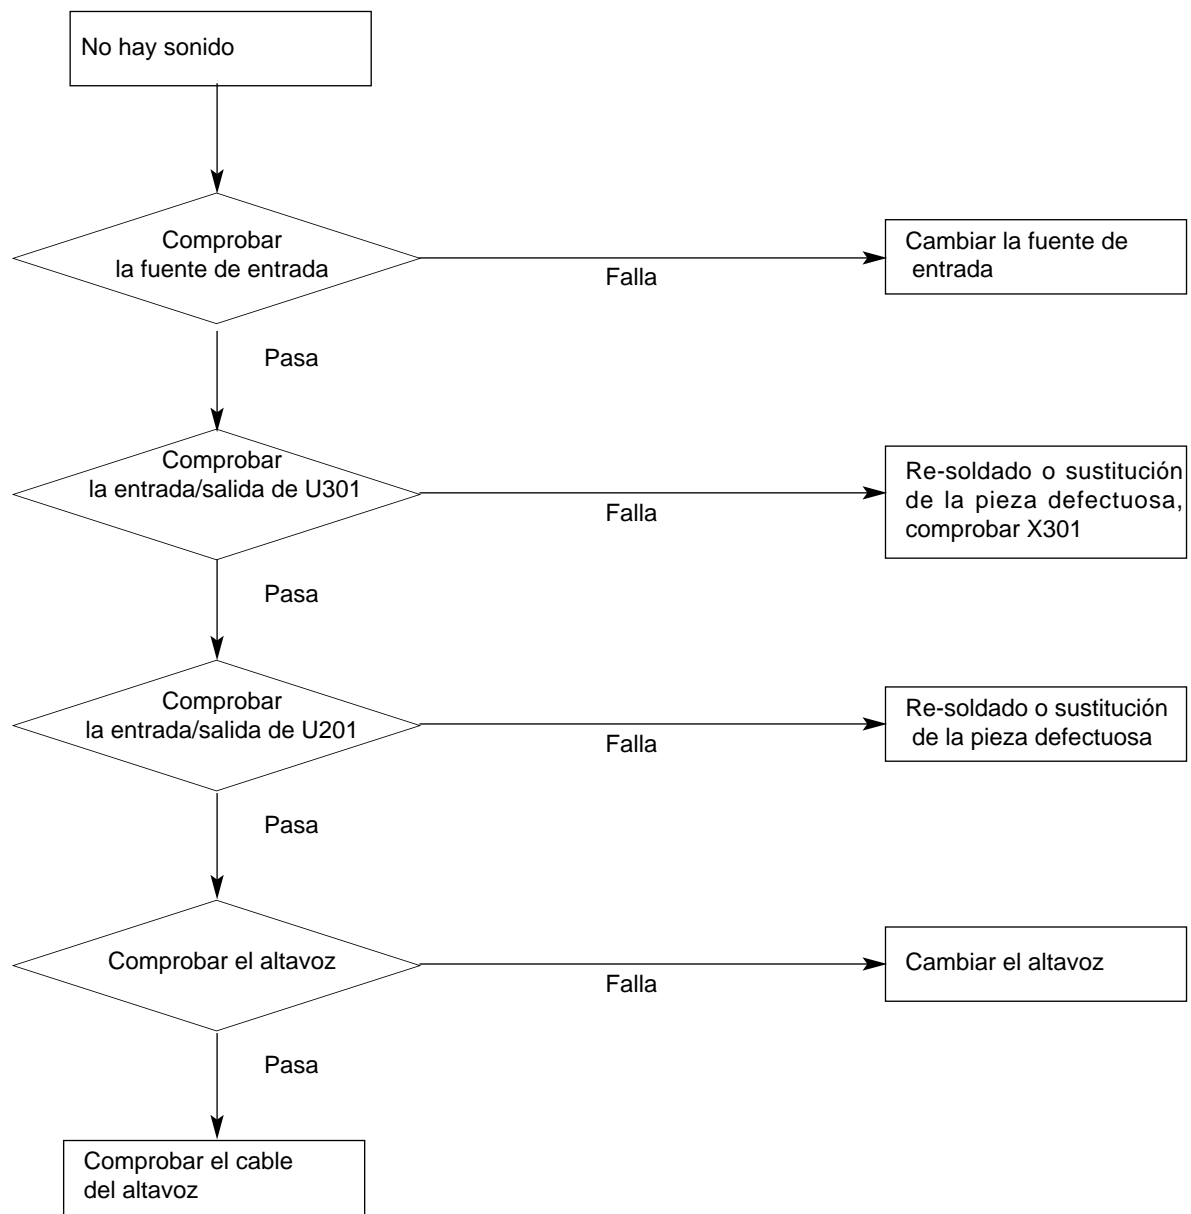 No hay sonido
Comprobar
la fuente de entrada
Falla
Cambiar la fuente de
entrada
Pasa
Comprobar
la entrada/salida de U301
Falla
Re-soldado o sustitución
de la pieza defectuosa,
comprobar X301
Pasa
Comprobar
la entrada/salida de U201
Falla
Re-soldado o sustitución
de la pieza defectuosa
Pasa
Comprobar el altavoz
Falla
Cambiar el altavoz
Pasa
Comprobar el cable
del altavoz